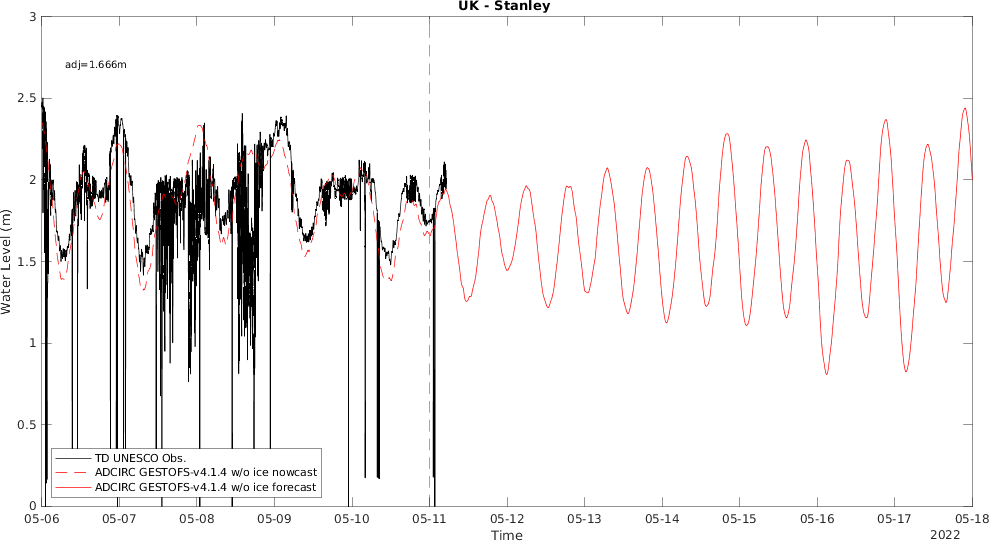 UK - Stanley
3
adj=1.666m
2.5
2
1.5
1
0.5
0
Water Level (m)
TD UNESCO Obs.
ADCIRC GESTOFS-v4.1.4 w/o ice nowcast
ADCIRC GESTOFS-v4.1.4 w/o ice forecast
05-06 05-07 05-08 05-09 05-10 05-11 05-12 05-13 05-14 05-15 05-16 05-17 05-18
Time
2022